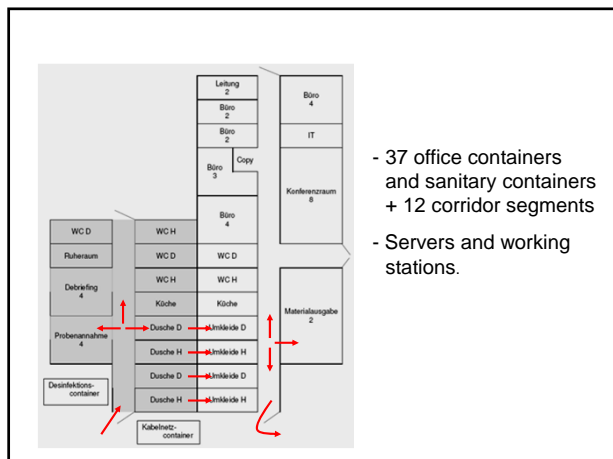 Leitung
2
Büro
2
Büro
2
Büro
3
Copy
Büro
4
Büro
4
IT
Konferenzraum
8
WC D
WC H
Ruheraum
WC D
WC D
Debriefing
4
WC H
WC H
Küche
Küche
Materialausgabe
2
Probenannahme
4
Dusche D
Umkleide D
Dusche H
Umkleide H
Dusche D
Umkleide D
Dusche H
Umkleide H
Desinfektions-
container
Kabelnetz-
container
- 37 office containers
and sanitary containers
+ 12 corridor segments
- Servers and working
stations.